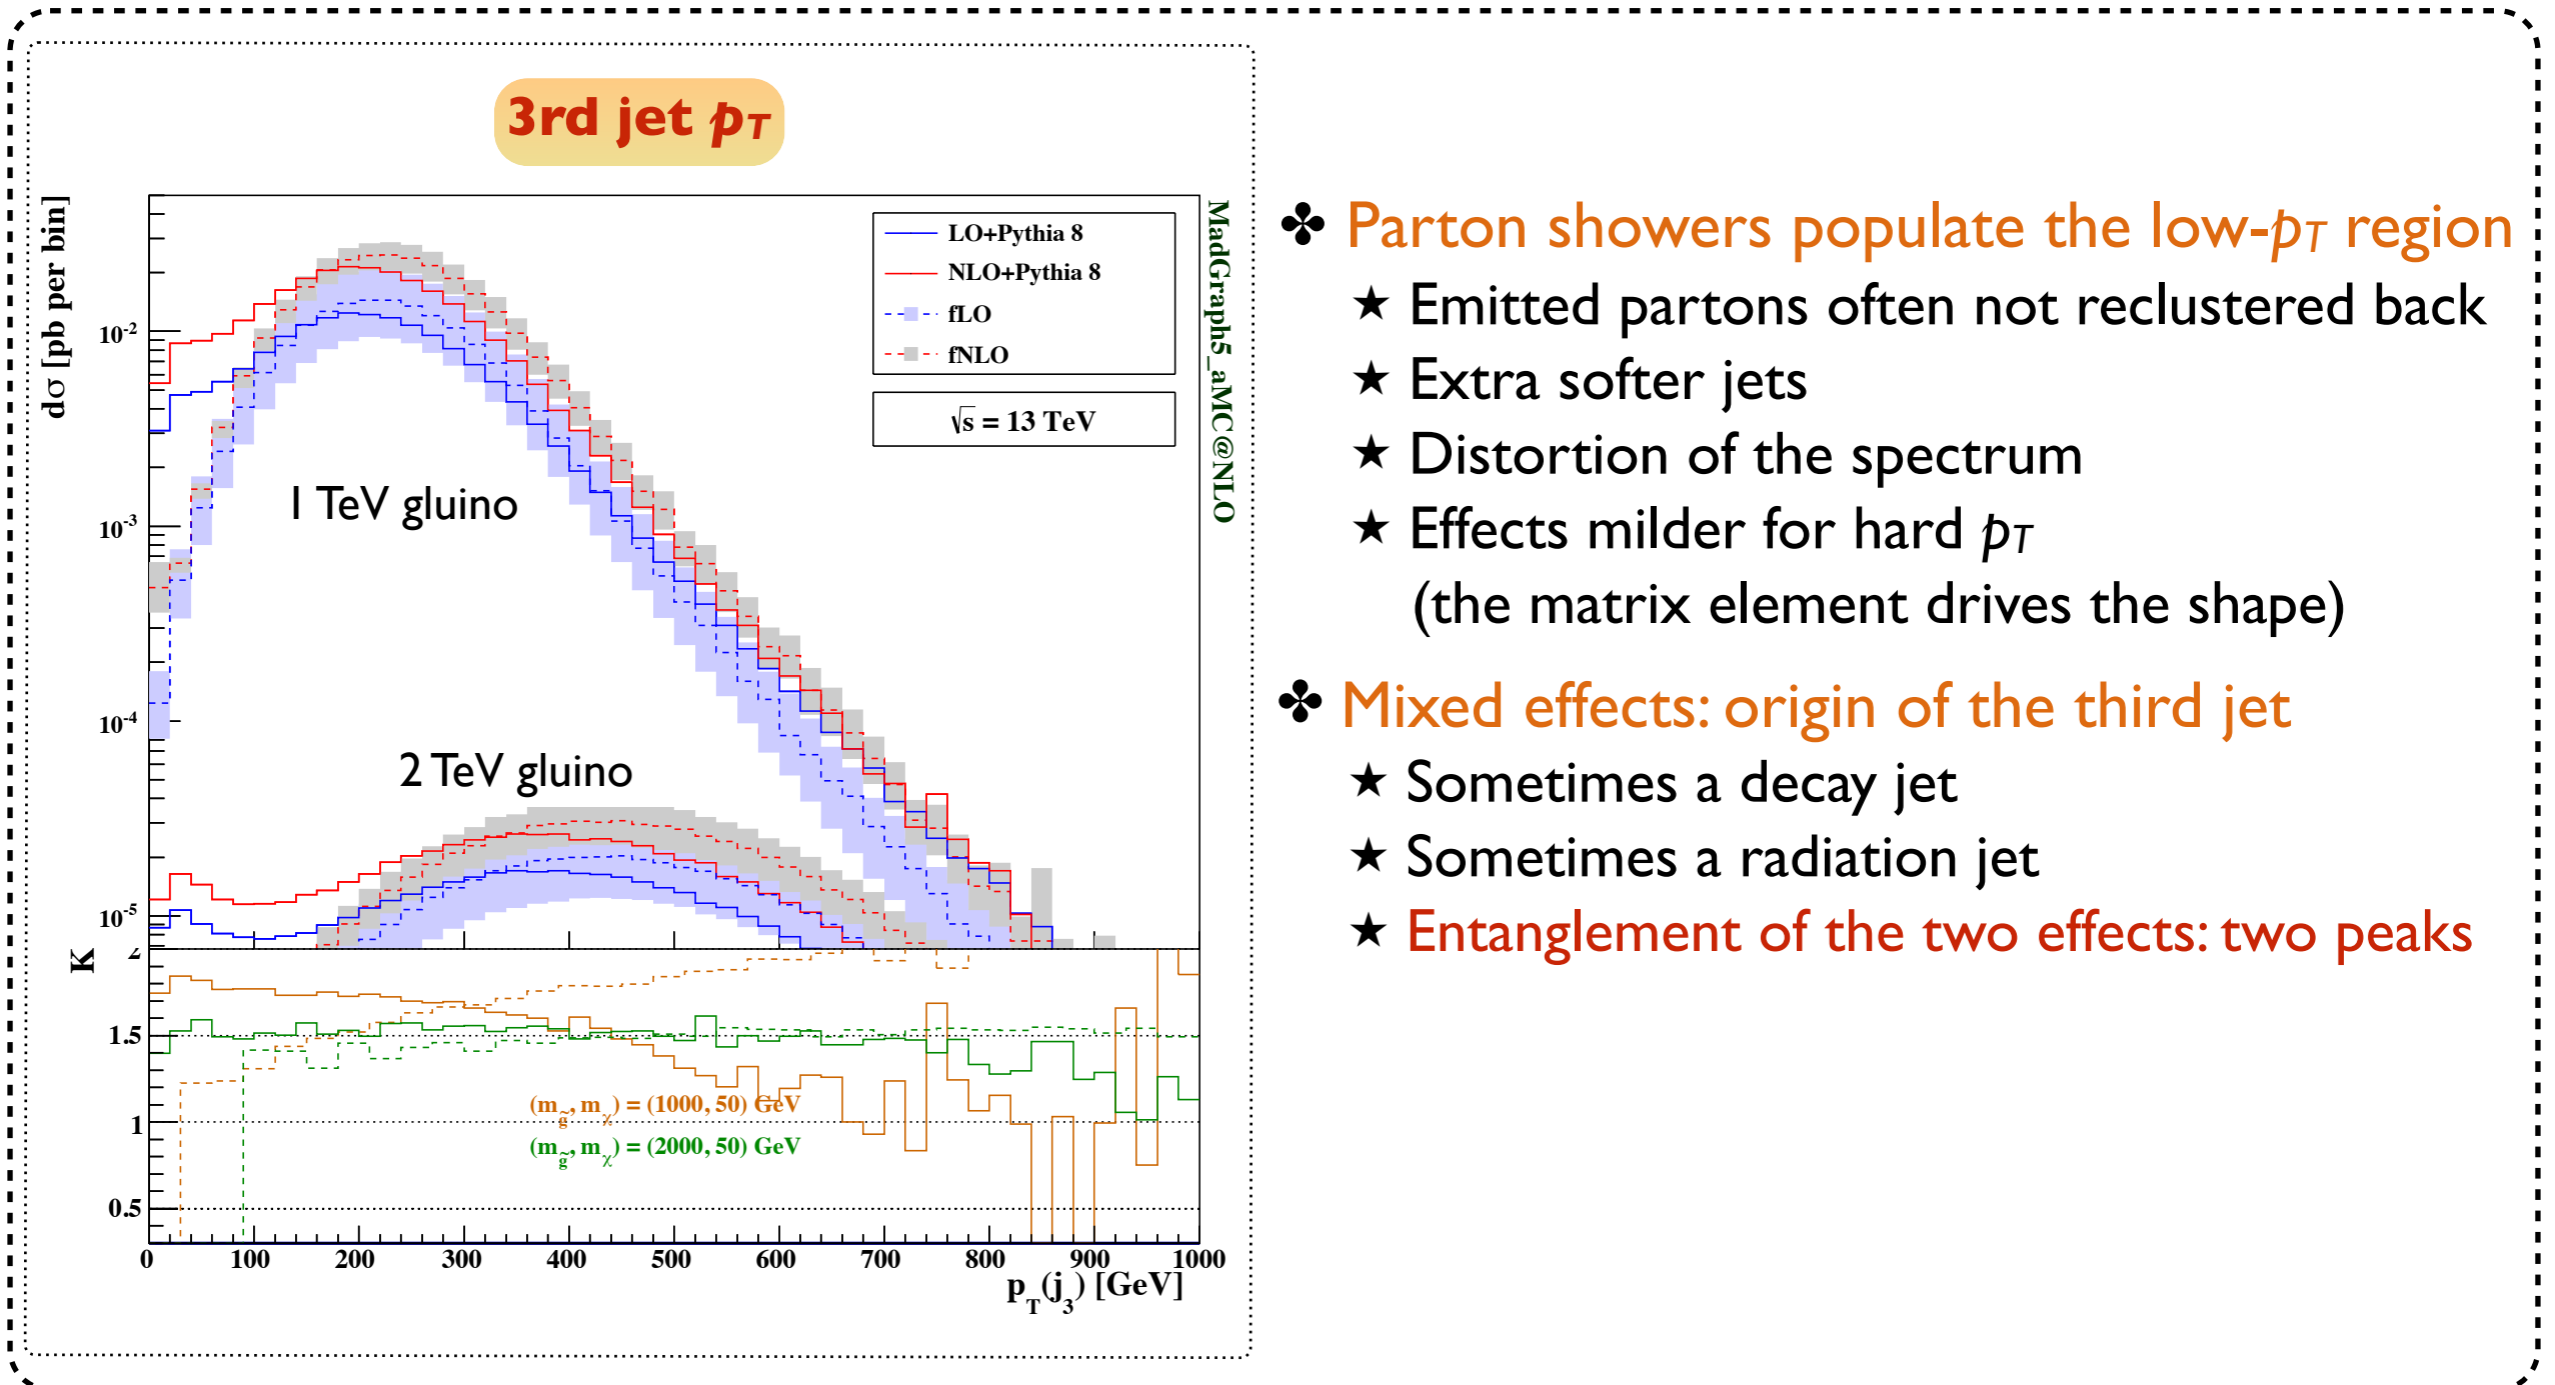 3rd jet pT
dσ [pb per bin]
LO+Pythia 8
NLO+Pythia 8
fLO
fNLO
√s = 13 TeV
MadGraph5_aMC@NLO
10-2
10-3
10-4
10-5
1 TeV gluino
2 TeV gluino
K
2
1.5
1
0.5
(mg̃, mχ) = (1000, 50) GeV
(mg̃, mχ) = (2000, 50) GeV
0 100 200 300 400 500 600 700 800 900 1000
pT(j3) [GeV]
✤ Parton showers populate the low-pT region
★ Emitted partons often not reclustered back
★ Extra softer jets
★ Distortion of the spectrum
★ Effects milder for hard pT
(the matrix element drives the shape)
✤ Mixed effects: origin of the third jet
★ Sometimes a decay jet
★ Sometimes a radiation jet
★ Entanglement of the two effects: two peaks